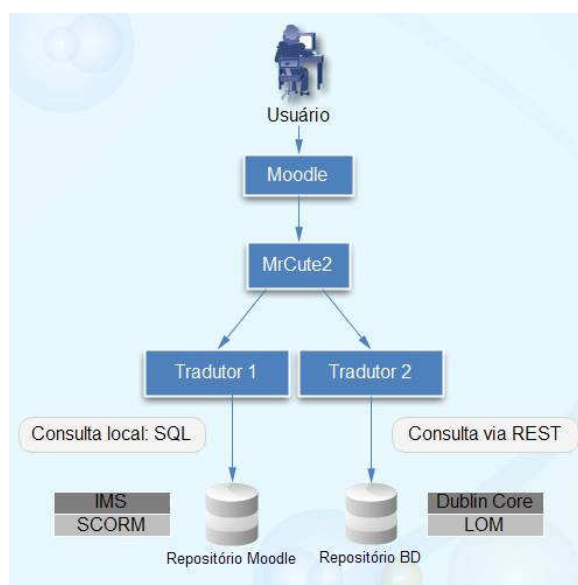 Usuário
Moodle
MrCute2
Tradutor 1
Tradutor 2
Consulta local: SQL
Consulta via REST
IMS
SCORM
Dublin Core
LOM
Repositório Moodle
Repositório BD